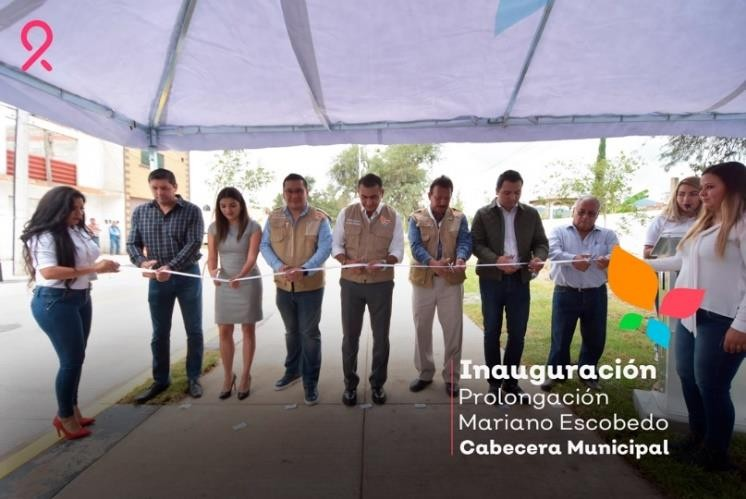 Inauguración
Prolongación
Mariano Escobedo
Cabecera Municipal